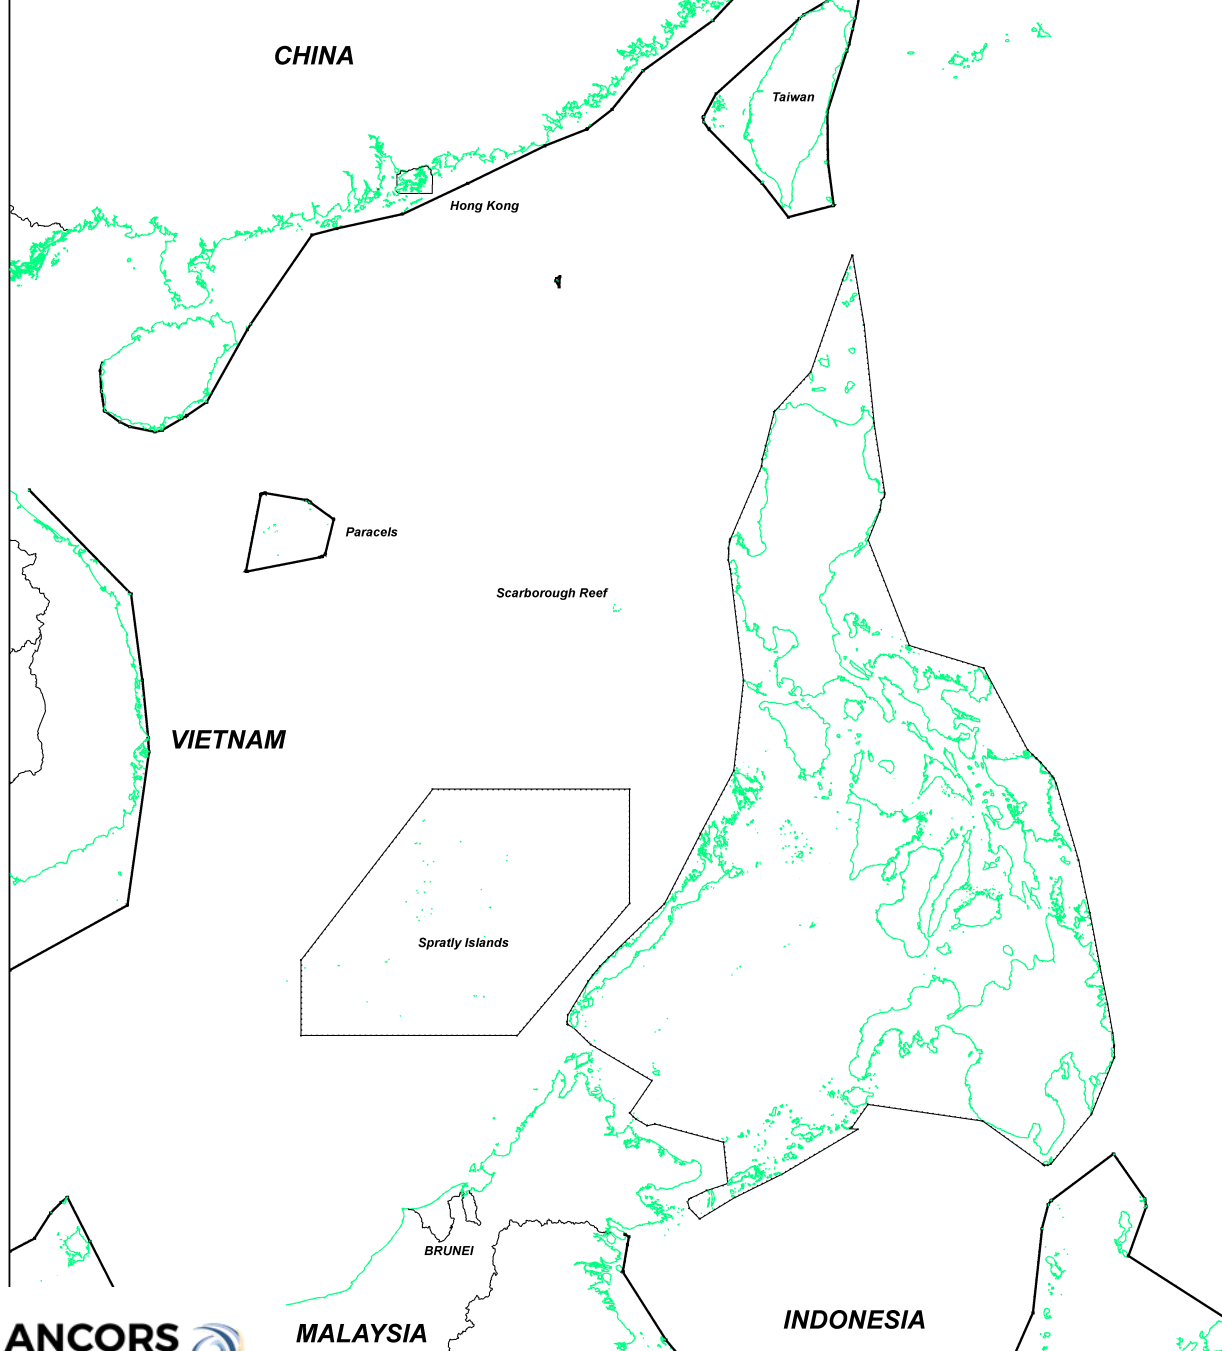 CHINA
Taiwan
Hong Kong
Paracels
Scarborough Reef
VIETNAM
Spratly Islands
BRUNEI
INDONESIA
MALAYSIA
ANCORS